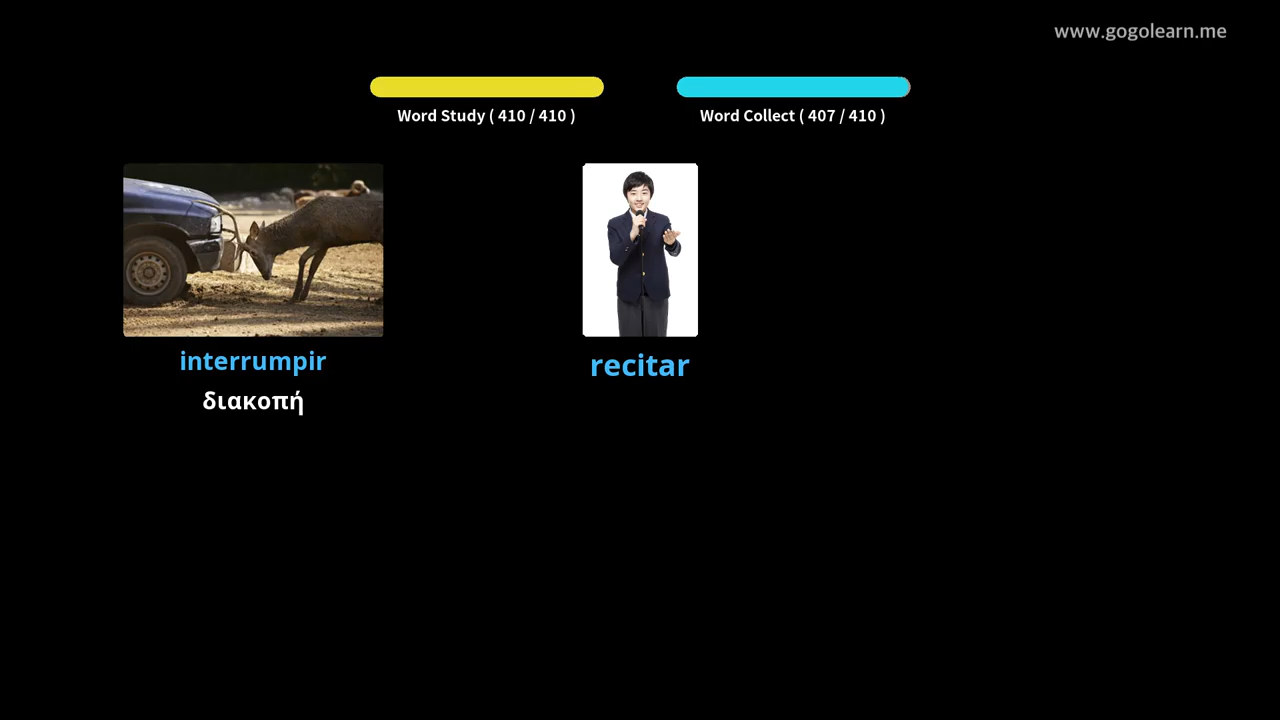 www.gogolearn.me
Word Study ( 410 / 410 )
Word Collect ( 407 / 410 )
interrumpir
διακοπή
recitar